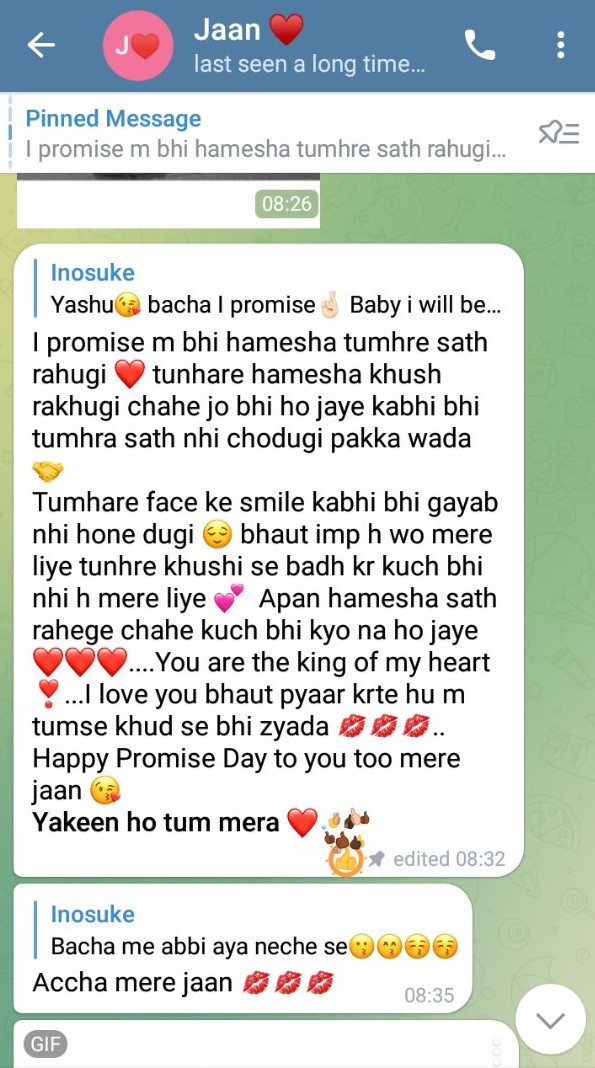 J❤️
Jaan ❤️
last seen a long time...
Pinned Message
I promise m bhi hamesha tumhre sath rahugi...
08:26
Inosuke
Yashu😘 bacha I promise🤞🏻 Baby i will be...
I promise m bhi hamesha tumhre sath
rahugi ❤️ tunhare hamesha khush
rakhugi chahe jo bhi ho jaye kabhi bhi
tumhra sath nhi chodugi pakka wada
🤝
Tumhare face ke smile kabhi bhi gayab
nhi hone dugi 😌 bhaut imp h wo mere
liye tunhre khushi se badh kr kuch bhi
nhi h mere liye 💕 Apan hamesha sath
rahege chahe kuch bhi kyo na ho jaye
❤️❤️❤️....You are the king of my heart
❣️...I love you bhaut pyaar krte hu m
tumse khud se bhi zyada 💋💋💋..
Happy Promise Day to you too mere
jaan 😘
Yakeen ho tum mera ❤️
edited 08:32
Inosuke
Bacha me abbi aya neche se😗😙😚😚
Accha mere jaan 💋💋💋
08:35
GIF